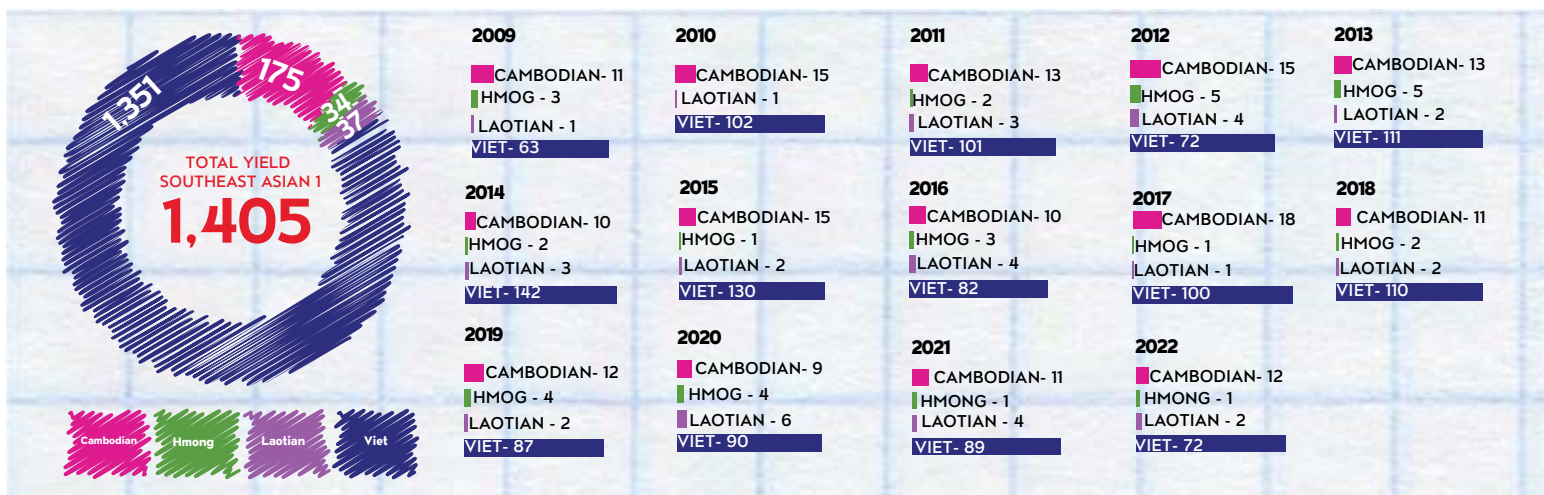 1,351
175
34
37
TOTAL YIELD
SOUTHEAST ASIAN 1
1,405
Cambodian
Hmong
Laotian
Viet
2009
CAMBODIAN- 11
HMOG - 3
LAOTIAN - 1
VIET- 63
2010
CAMBODIAN- 15
LAOTIAN - 1
VIET- 102
2011
CAMBODIAN- 13
HMOG - 2
LAOTIAN - 3
VIET- 101
2012
CAMBODIAN- 15
HMOG - 5
LAOTIAN - 4
VIET- 72
2013
CAMBODIAN- 13
HMOG - 5
LAOTIAN - 2
VIET- 111
2014
CAMBODIAN- 10
HMOG - 2
LAOTIAN - 3
VIET- 142
2015
CAMBODIAN- 15
HMOG - 1
LAOTIAN - 2
VIET- 130
2016
CAMBODIAN- 10
HMOG - 3
LAOTIAN - 4
VIET- 82
2017
CAMBODIAN- 18
HMOG - 1
LAOTIAN - 1
VIET- 100
2018
CAMBODIAN- 11
HMOG - 2
LAOTIAN - 2
VIET- 110
2019
CAMBODIAN- 12
HMOG - 4
LAOTIAN - 2
VIET- 87
2020
CAMBODIAN- 9
HMOG - 4
LAOTIAN - 6
VIET- 90
2021
CAMBODIAN- 11
HMONG - 1
LAOTIAN - 4
VIET- 89
2022
CAMBODIAN- 12
HMONG - 1
LAOTIAN - 2
VIET- 72